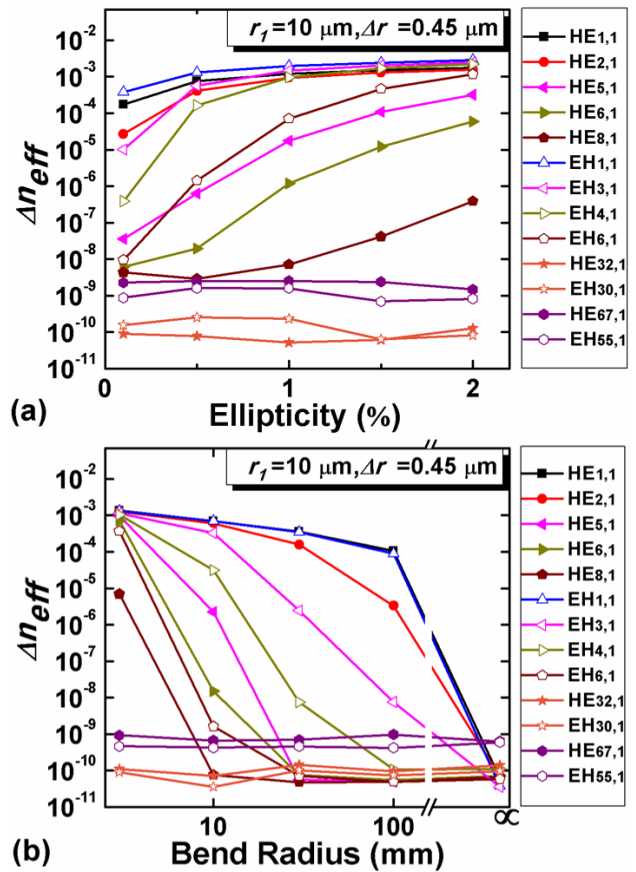 r₁=10 μm,Δr =0.45 μm
10⁻²
10⁻³
10⁻⁴
10⁻⁵
10⁻⁶
10⁻⁷
10⁻⁸
10⁻⁹
10⁻¹⁰
10⁻¹¹
Δneff
0
1
2
Ellipticity (%)
(a)
HE1,1
HE2,1
HE5,1
HE6,1
HE8,1
EH1,1
EH3,1
EH4,1
EH6,1
HE32,1
EH30,1
HE67,1
EH55,1
r₁=10 μm,Δr =0.45 μm
10⁻²
10⁻³
10⁻⁴
10⁻⁵
10⁻⁶
10⁻⁷
10⁻⁸
10⁻⁹
10⁻¹⁰
10⁻¹¹
Δneff
10
100
∝
Bend Radius (mm)
(b)
HE1,1
HE2,1
HE5,1
HE6,1
HE8,1
EH1,1
EH3,1
EH4,1
EH6,1
HE32,1
EH30,1
HE67,1
EH55,1